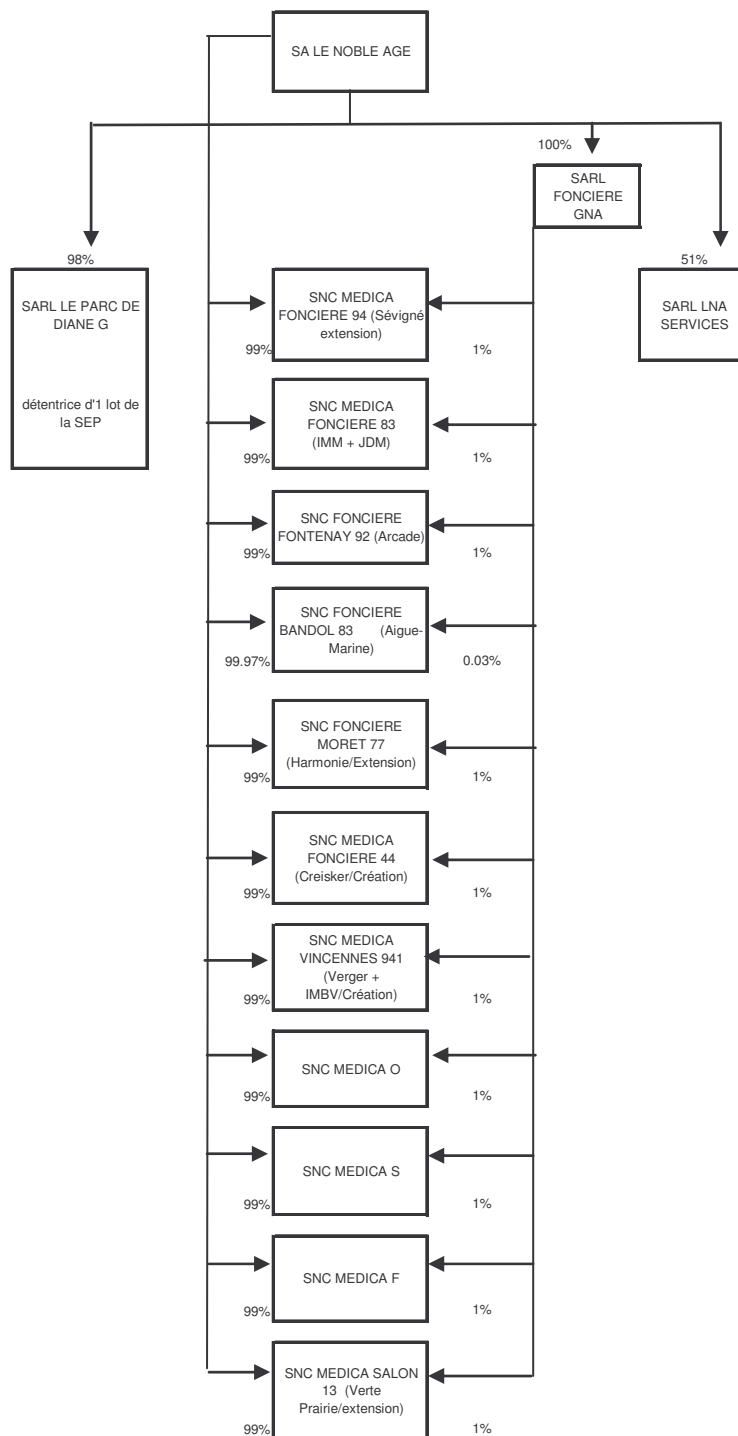 SA LE NOBLE AGE
100%
SARL
FONCIERE
GNA
98%
51%
SARL LE PARC DE
DIANE G
détentrice d'1 lot de
la SEP
SARL LNA
SERVICES
SNC MEDICA
FONCIERE 94 (Sévigné
extension)
99%
1%
SNC MEDICA
FONCIERE 83
(IMM + JDM)
99%
1%
SNC FONCIERE
FONTENAY 92 (Arcade)
99%
1%
SNC FONCIERE
BANDOL 83 (Aigue-
Marine)
99.97%
0.03%
SNC FONCIERE
MORET 77
(Harmonie/Extension)
99%
1%
SNC MEDICA
FONCIERE 44
(Creisker/Création)
99%
1%
SNC MEDICA
VINCENNES 941
(Verger +
IMBV/Création)
99%
1%
SNC MEDICA O
99%
1%
SNC MEDICA S
99%
1%
SNC MEDICA F
99%
1%
SNC MEDICA SALON
13 (Verte
Prairie/extension)
99%
1%